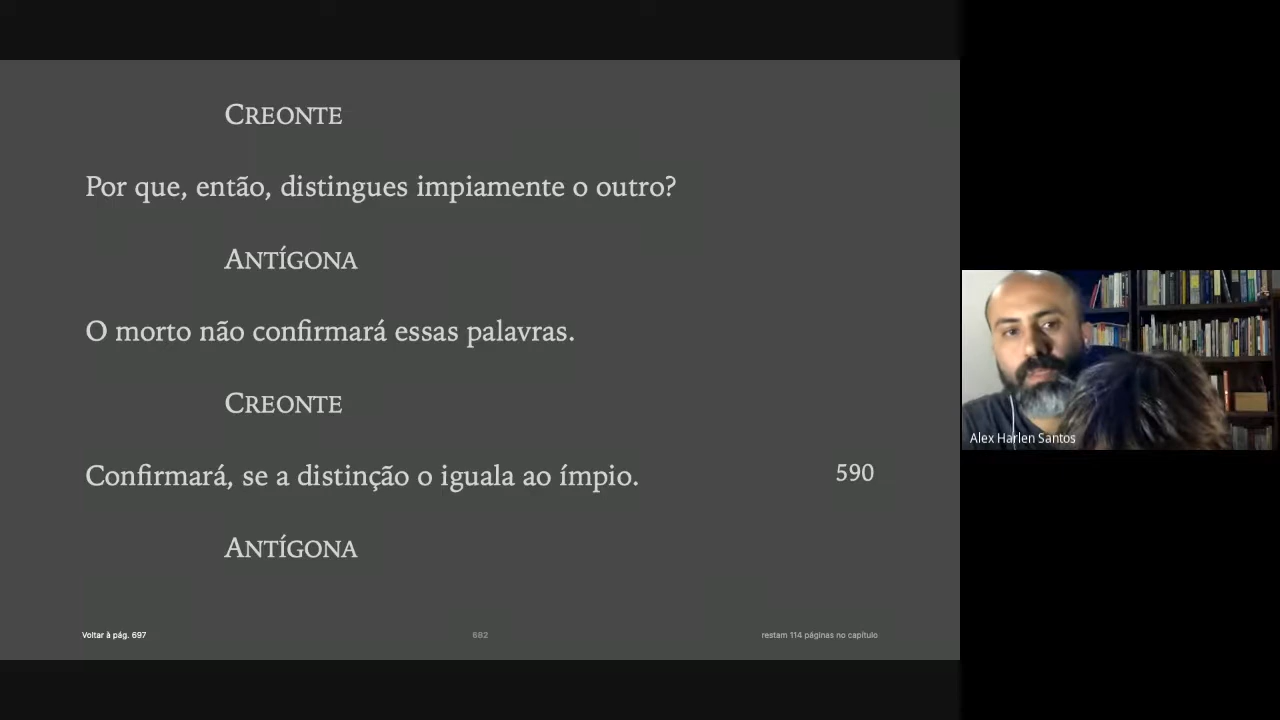 CREONTE
Por que, então, distingues impiamente o outro?
ANTÍGONA
O morto não confirmará essas palavras.
CREONTE
Confirmará, se a distinção o iguala ao ímpio. 590
ANTÍGONA
Voltar à pág. 697 682 restam 114 páginas no capítulo
Alex Harlen Santos